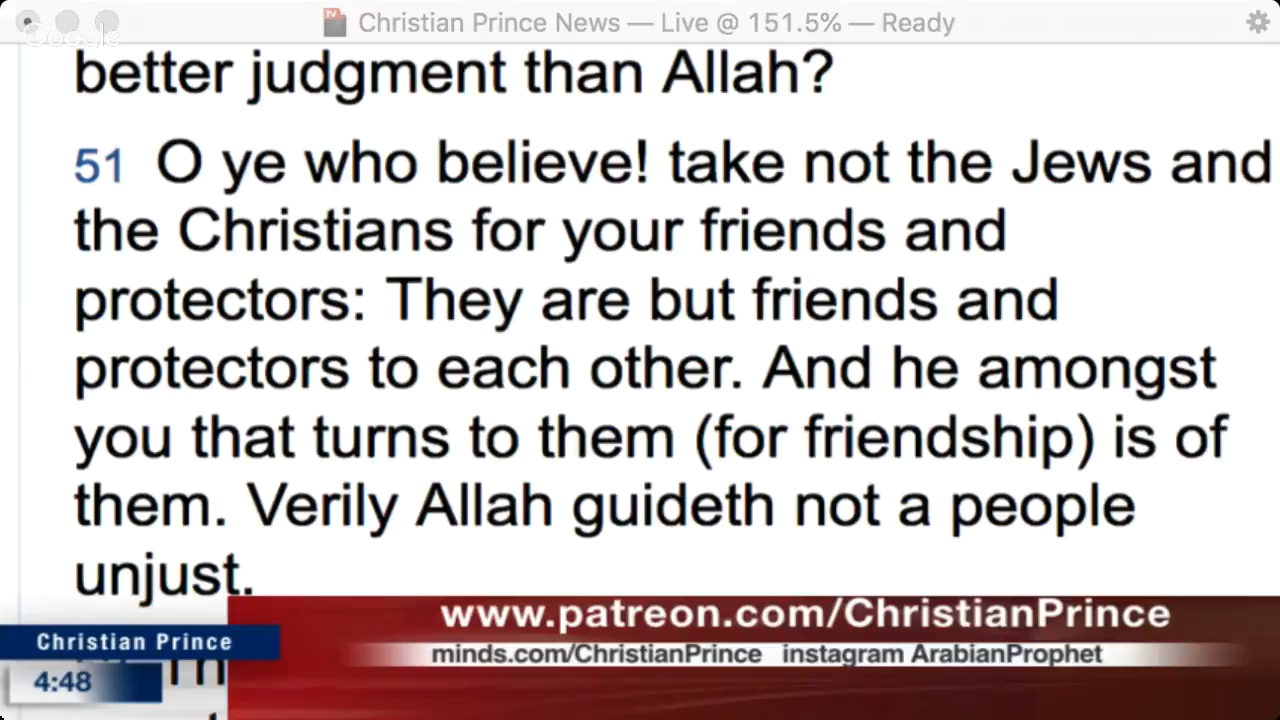 Christian Prince News — Live @ 151.5% — Ready
Google
better judgment than Allah?
51 O ye who believe! take not the Jews and
the Christians for your friends and
protectors: They are but friends and
protectors to each other. And he amongst
you that turns to them (for friendship) is of
them. Verily Allah guideth not a people
unjust.
www.patreon.com/ChristianPrince
Christian Prince
minds.com/ChristianPrince instagram ArabianProphet
4:48